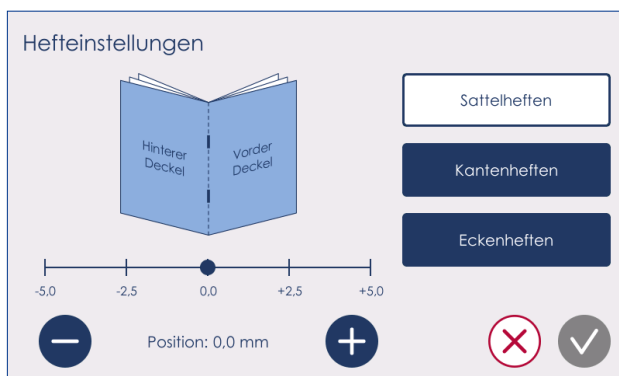 Hefteinstellungen
Hinterer
Deckel
Vorder
Deckel
Sattelheften
Kantenheften
Eckenheften
-5,0 -2,5 0,0 +2,5 +5,0
Position: 0,0 mm